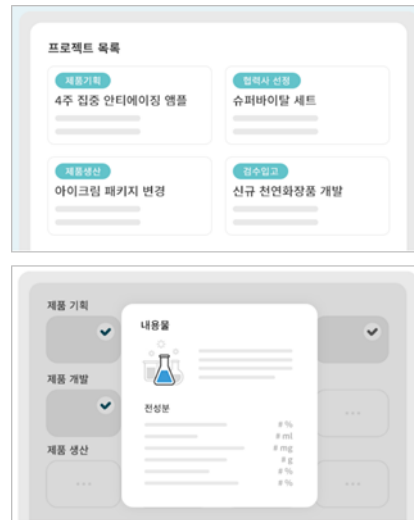 프로젝트 목록
제품기획
4주 집중 안티에이징 앰플
협력사 선정
슈퍼바이탈 세트
제품생산
아이크림 패키지 변경
검수입고
신규 천연화장품 개발
제품 기획
제품 개발
제품 생산
내용물
전성분
# %
# ml
# mg
# g
# %
# %